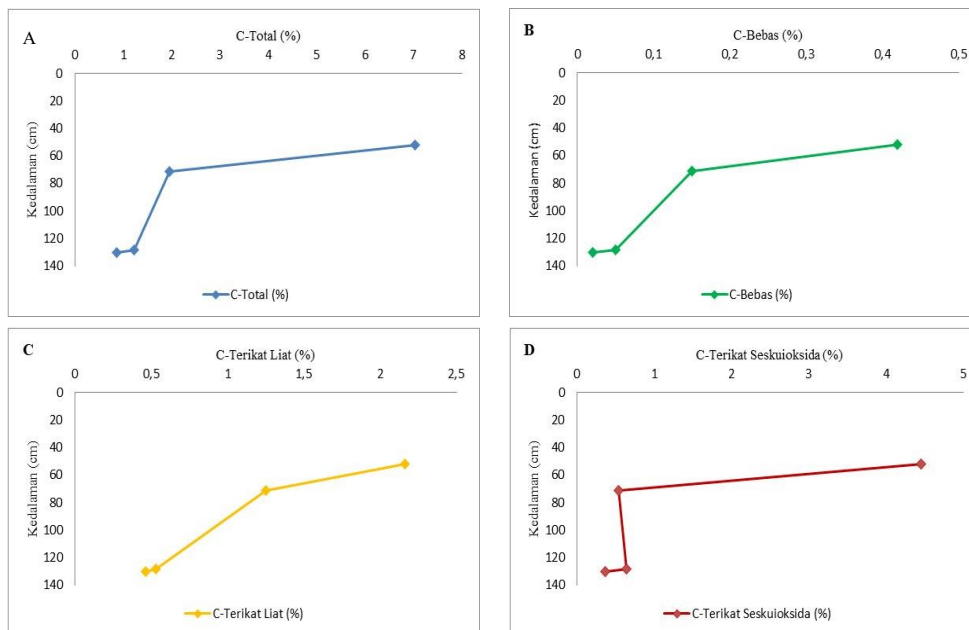 A
C-Total (%)
0 1 2 3 4 5 6 7 8
0
20
40
60
80
100
120
140
Kedalaman (cm)
C-Total (%)
B
C-Bebas (%)
0 0,1 0,2 0,3 0,4 0,5
0
20
40
60
80
100
120
140
Kedalaman (cm)
C-Bebas (%)
C
C-Terikat Liat (%)
0 0,5 1 1,5 2 2,5
0
20
40
60
80
100
120
140
Kedalaman (cm)
C-Terikat Liat (%)
D
C-Terikat Seskuioksida (%)
0 1 2 3 4 5
0
20
40
60
80
100
120
140
Kedalaman (cm)
C-Terikat Seskuioksida (%)